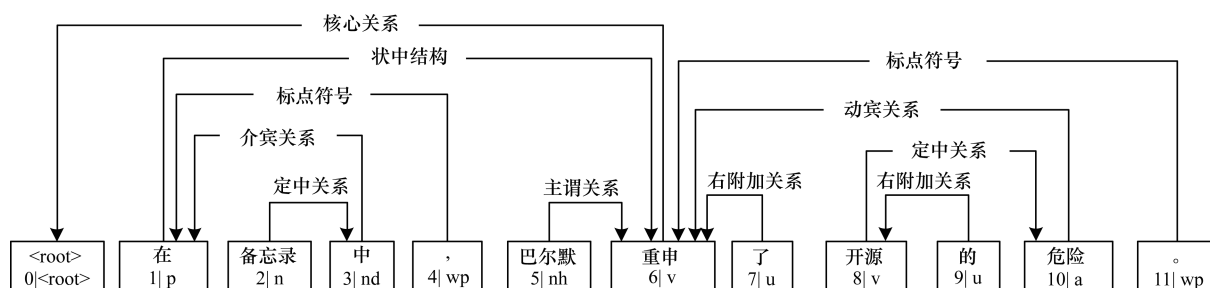 核心关系
状中结构
标点符号
标点符号
动宾关系
介宾关系
定中关系
定中关系
主谓关系
右附加关系
右附加关系
<root>
0|<root>
在
1| p
备忘录
2| n
中
3| nd
,
4| wp
巴尔默
5| nh
重申
6| v
了
7| u
开源
8| v
的
9| u
危险
10| a
。
11| wp